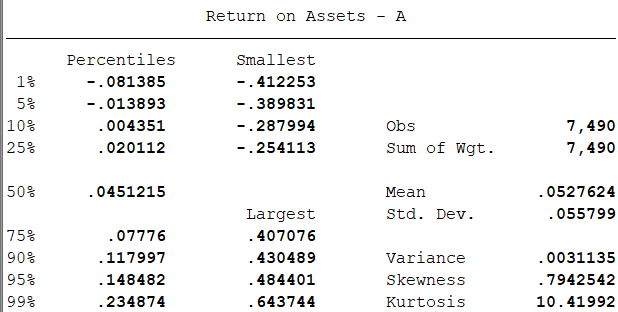 Return on Assets - A
Percentiles Smallest
1% -.081385 -.412253
5% -.013893 -.389831
10% .004351 -.287994 Obs 7,490
25% .020112 -.254113 Sum of Wgt. 7,490
50% .0451215 Mean .0527624
Largest Std. Dev. .055799
75% .07776 .407076
90% .117997 .430489 Variance .0031135
95% .148482 .484401 Skewness .7942542
99% .234874 .643744 Kurtosis 10.41992